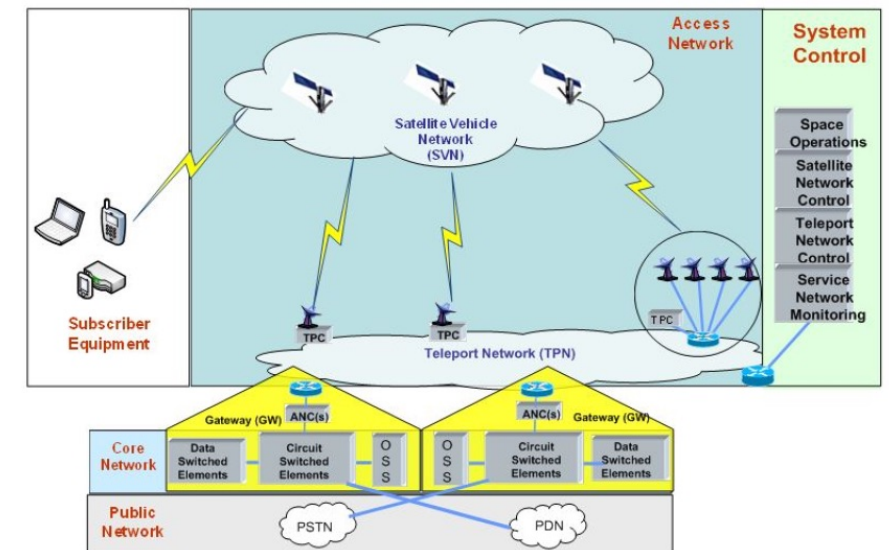 Access
Network
System
Control
Satellite Vehicle
Network
(SVN)
Space
Operations
Satellite
Network
Control
Teleport
Network
Control
Service
Network
Monitoring
Subscriber
Equipment
TPC
TPC
TPC
Teleport Network (TPN)
Gateway (GW)
ANC(s)
ANC(s)
Gateway (GW)
Core
Network
Data
Switched
Elements
Circuit
Switched
Elements
O
S
S
O
S
S
Circuit
Switched
Elements
Data
Switched
Elements
Public
Network
PSTN
PDN